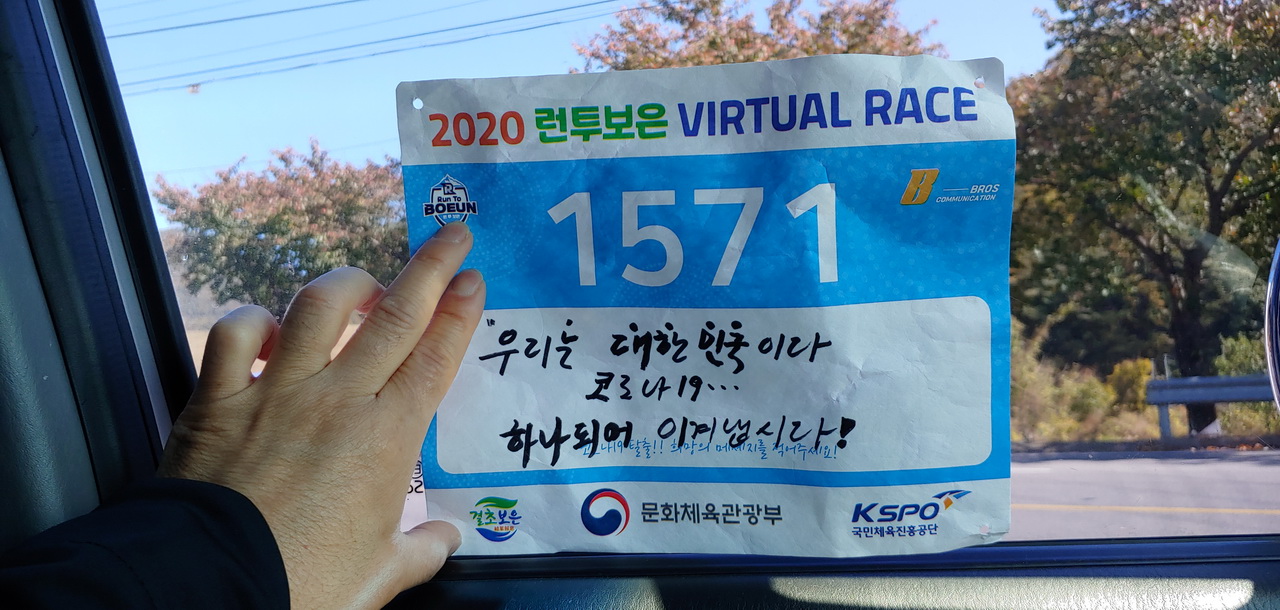 2020 런투보은 VIRTUAL RACE
Run To
BOEUN
1571
B BROS
COMMUNICATION
"우리는 대한민국이다
코로나19...
하나되어 이겨냅시다!
코로나19 탈출!! 희망의 메세지를 적어주세요!
결초보은
문화체육관광부
KSPO
국민체육진흥공단